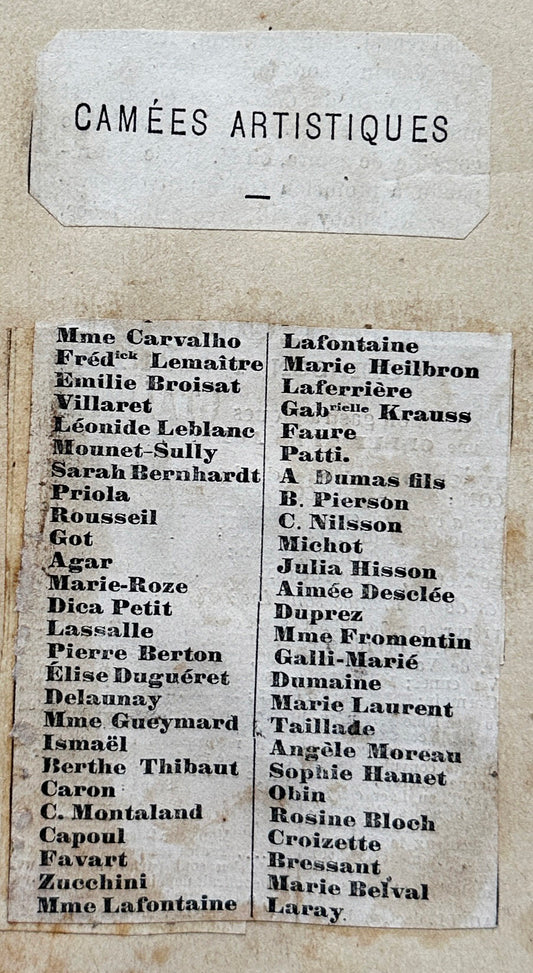 CAMÉES ARTISTIQUES
Mme Carvalho
Frédick Lemaître
Emilie Broisat
Villaret
Léonide Leblanc
Mounet-Sully
Sarah Bernhardt
Priola
Rousseil
Got
Agar
Marie-Roze
Dica Petit
Lassalle
Pierre Berton
Élise Duguéret
Delaunay
Mme Gueymard
Ismaël
Berthe Thibaut
Caron
C. Montaland
Capoul
Favart
Zucchini
Mme Lafontaine
Lafontaine
Marie Heilbron
Laferrière
Gabrielle Krauss
Faure
Patti.
A Dumas fils
B. Pierson
C. Nilsson
Michot
Julia Hisson
Aimée Desclée
Duprez
Mme Fromentin
Galli-Marié
Dumaine
Marie Laurent
Taillade
Angèle Moreau
Sophie Hamet
Obin
Rosine Bloch
Croizette
Bressant
Marie Belval
Laray